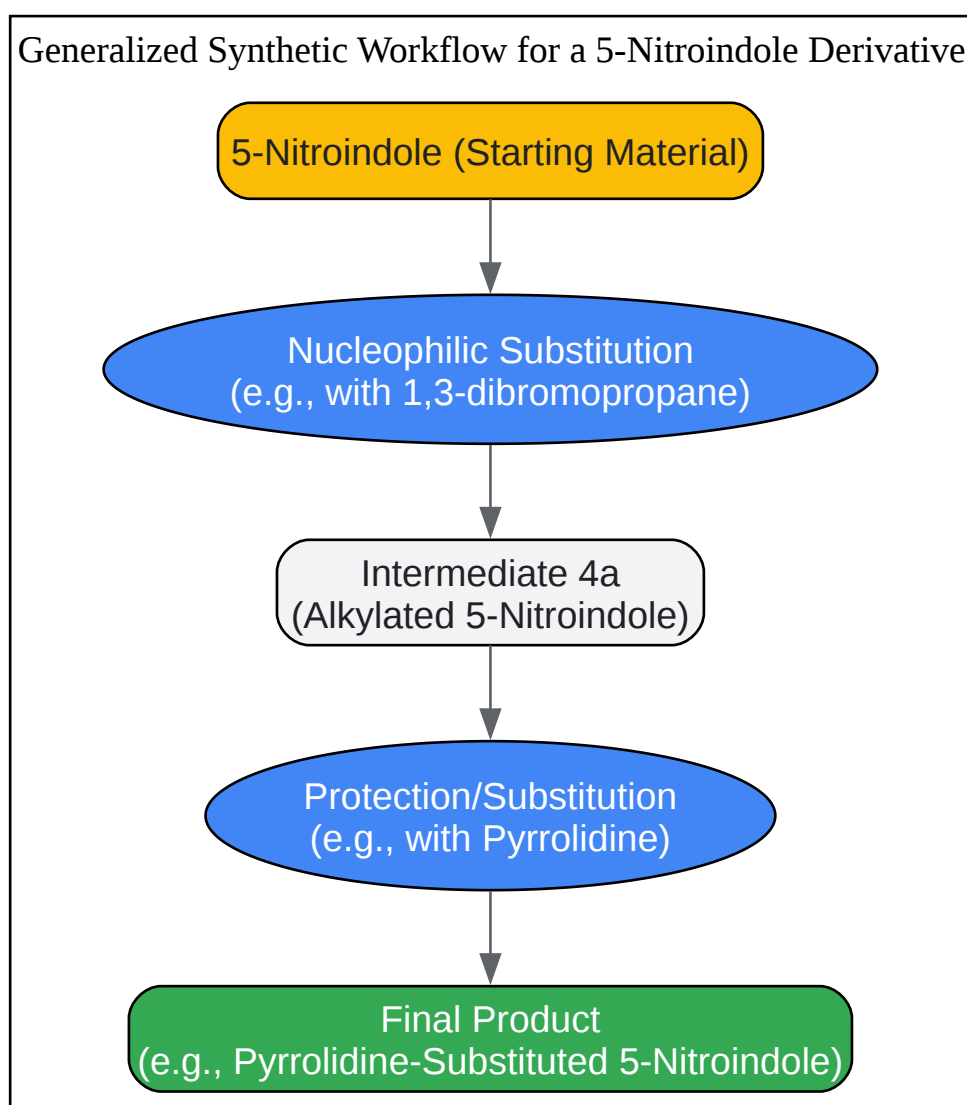 Generalized Synthetic Workflow for a 5-Nitroindole Derivative
5-Nitroindole (Starting Material)
Nucleophilic Substitution
(e.g., with 1,3-dibromopropane)
Intermediate 4a
(Alkylated 5-Nitroindole)
Protection/Substitution
(e.g., with Pyrrolidine)
Final Product
(e.g., Pyrrolidine-Substituted 5-Nitroindole)